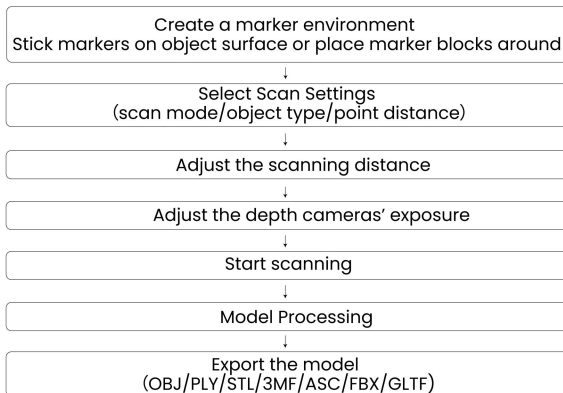 Create a marker environment
Stick markers on object surface or place marker blocks around
Select Scan Settings
(scan mode/object type/point distance)
Adjust the scanning distance
Adjust the depth cameras’ exposure
Start scanning
Model Processing
Export the model
(OBJ/PLY/STL/3MF/ASC/FBX/GLTF)